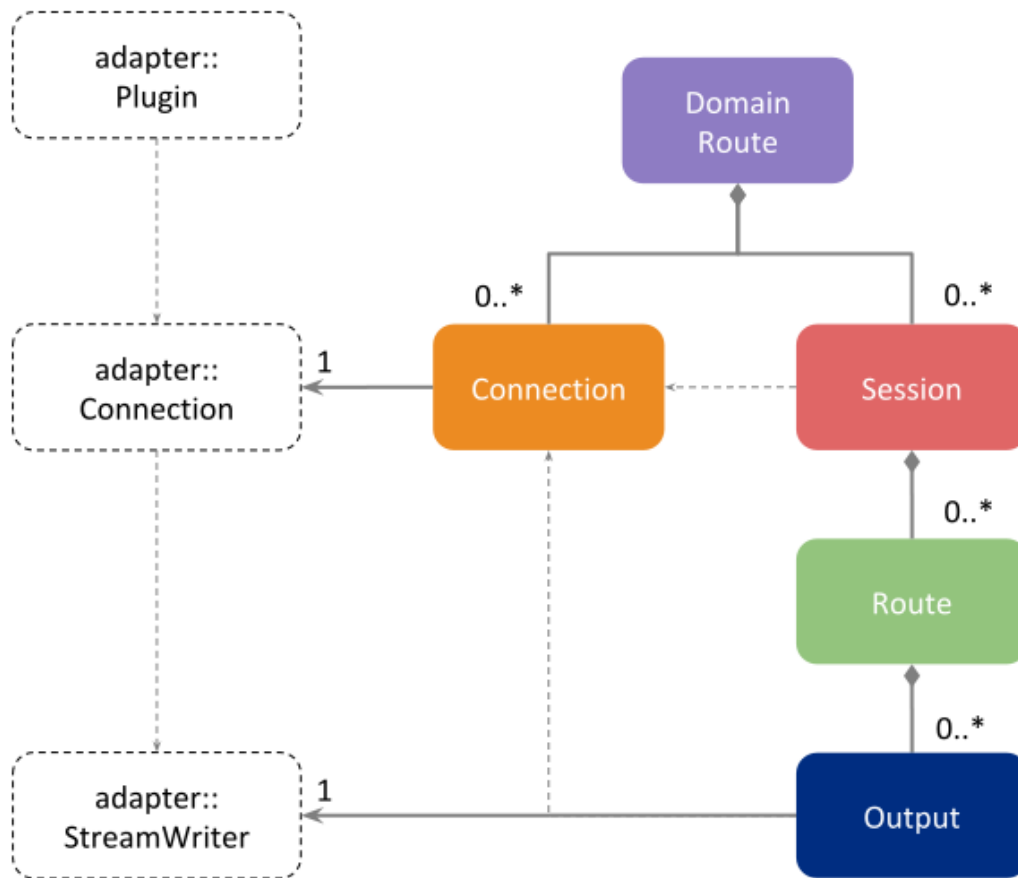 adapter::
Plugin
Domain
Route
0..*
0..*
adapter::
Connection
1
Connection
Session
0..*
Route
0..*
adapter::
StreamWriter
1
Output